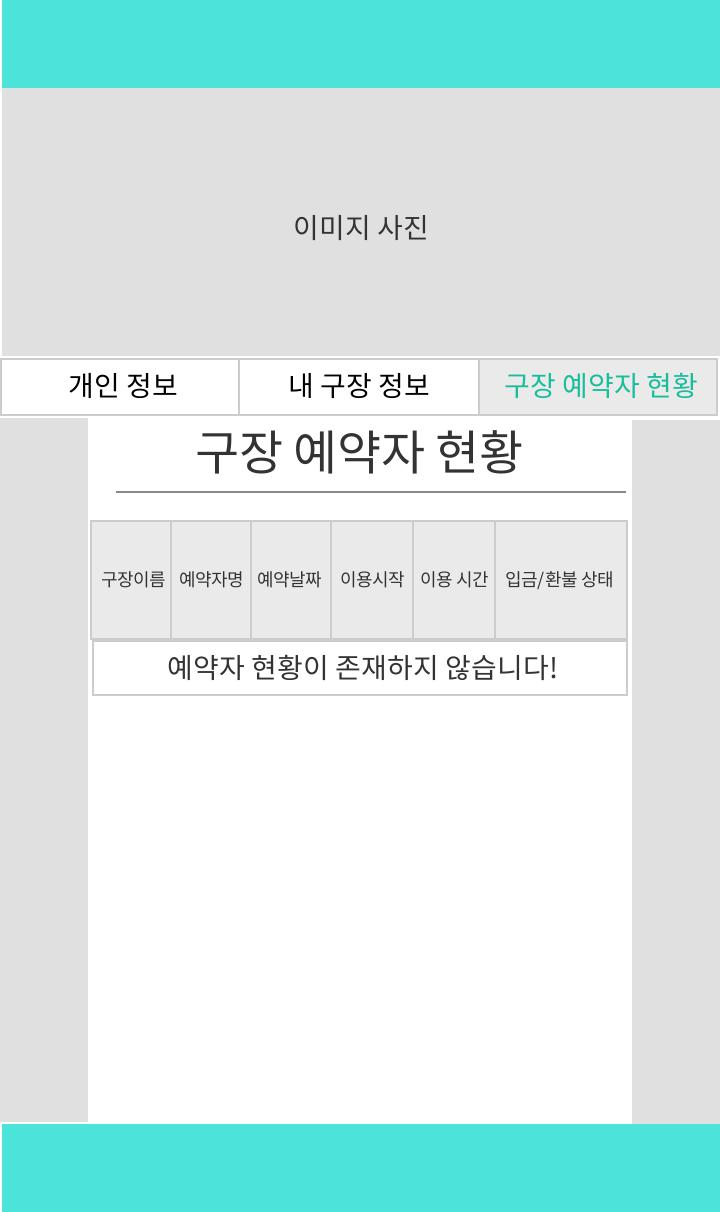 이미지 사진
개인 정보
내 구장 정보
구장 예약자 현황
구장 예약자 현황
구장이름
예약자명
예약날짜
이용시작
이용 시간
입금/환불 상태
예약자 현황이 존재하지 않습니다!